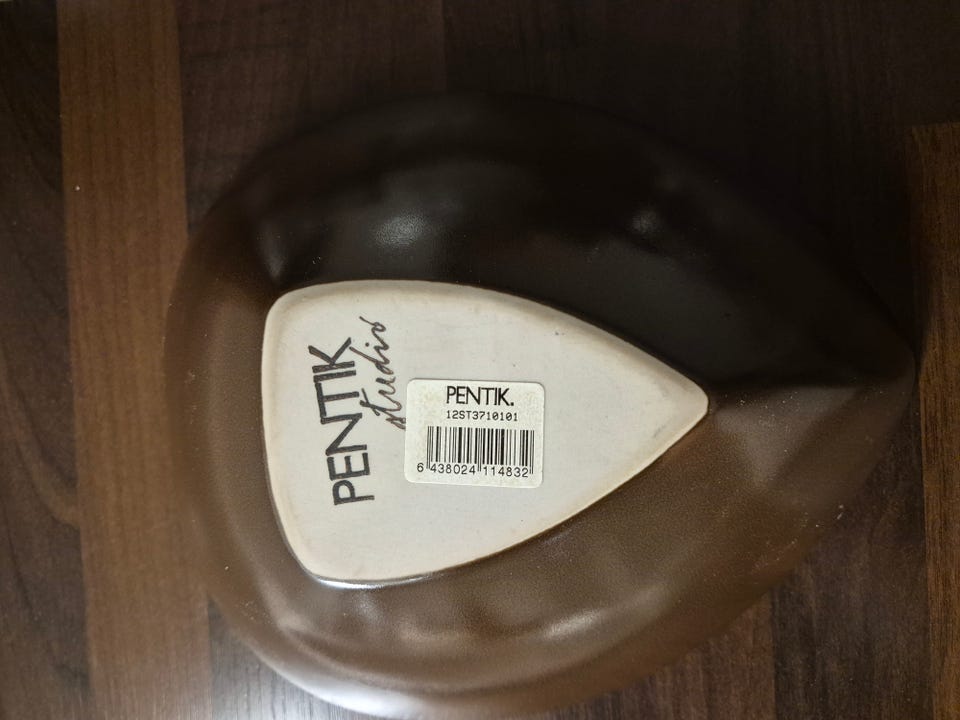 PENTIK
studio
PENTIK.
12ST3710101
6 438024 114832